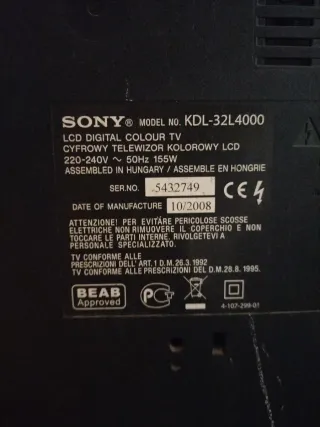 SONY® MODEL NO. KDL-32L4000
LCD DIGITAL COLOUR TV
CYFROWY TELEWIZOR KOLOROWY LCD
220-240V ~ 50Hz 155W
ASSEMBLED IN HUNGARY / ASSEMBLE EN HONGRIE
SER.NO. 5432749 CE
DATE OF MANUFACTURE 10/2008
ATTENZIONE! PER EVITARE PERICOLOSE SCOSSE
ELETTRICHE NON RIMUOVERE IL COPERCHIO E NON
TOCCARE LE PARTI INTERNE. RIVOLGETEVI A
PERSONALE SPECIALIZZATO.
TV CONFORME ALLE
PRESCRIZIONI DELL' ART. 1 D.M. 26.3. 1992
TV CONFORME ALLE PRESCRIZIONI DEL D.M. 28.8. 1995.
BEAB
Approved
4-107-299-01